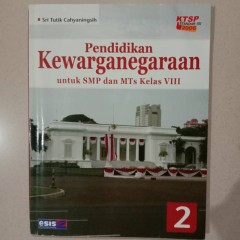 Sri Tutik Cahyaningsih
KTSP
Pendidikan
Kewarganegaraan
untuk SMP dan MTs Kelas VIII
2
esis